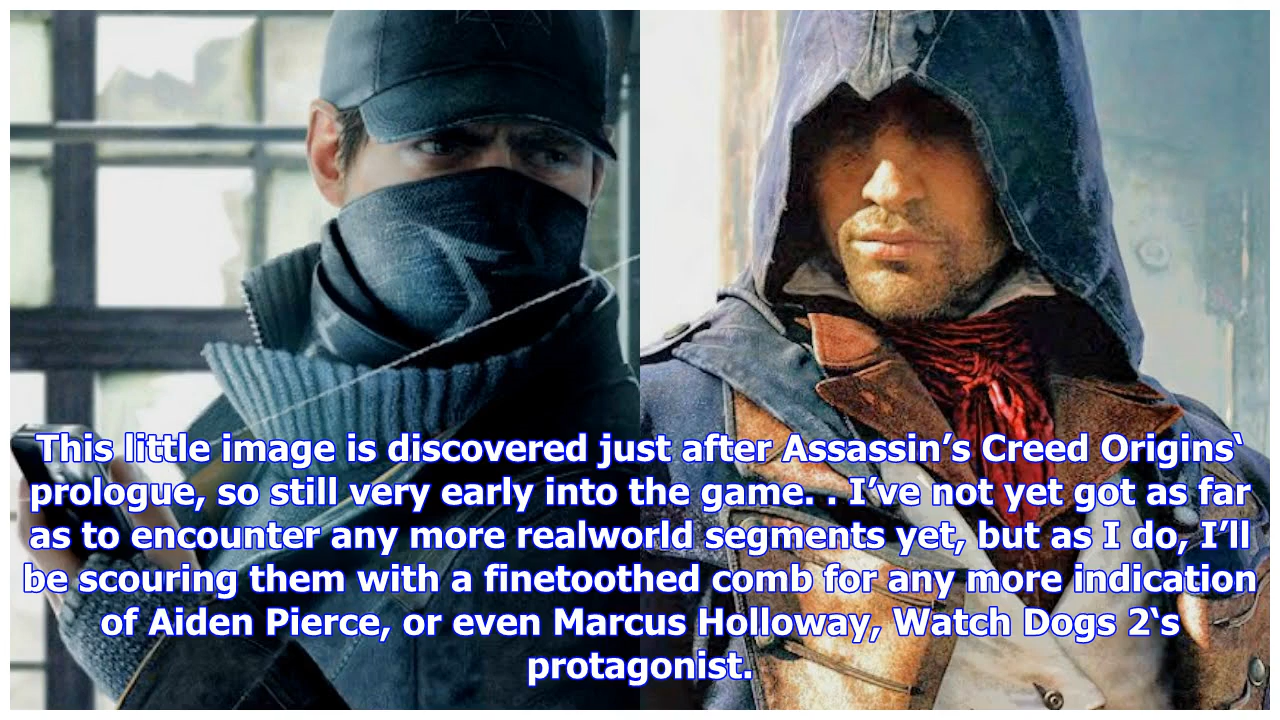 This little image is discovered just after Assassin’s Creed Origins‘
prologue, so still very early into the game. . I’ve not yet got as far
as to encounter any more realworld segments yet, but as I do, I’ll
be scouring them with a finetoothed comb for any more indication
of Aiden Pierce, or even Marcus Holloway, Watch Dogs 2‘s
protagonist.